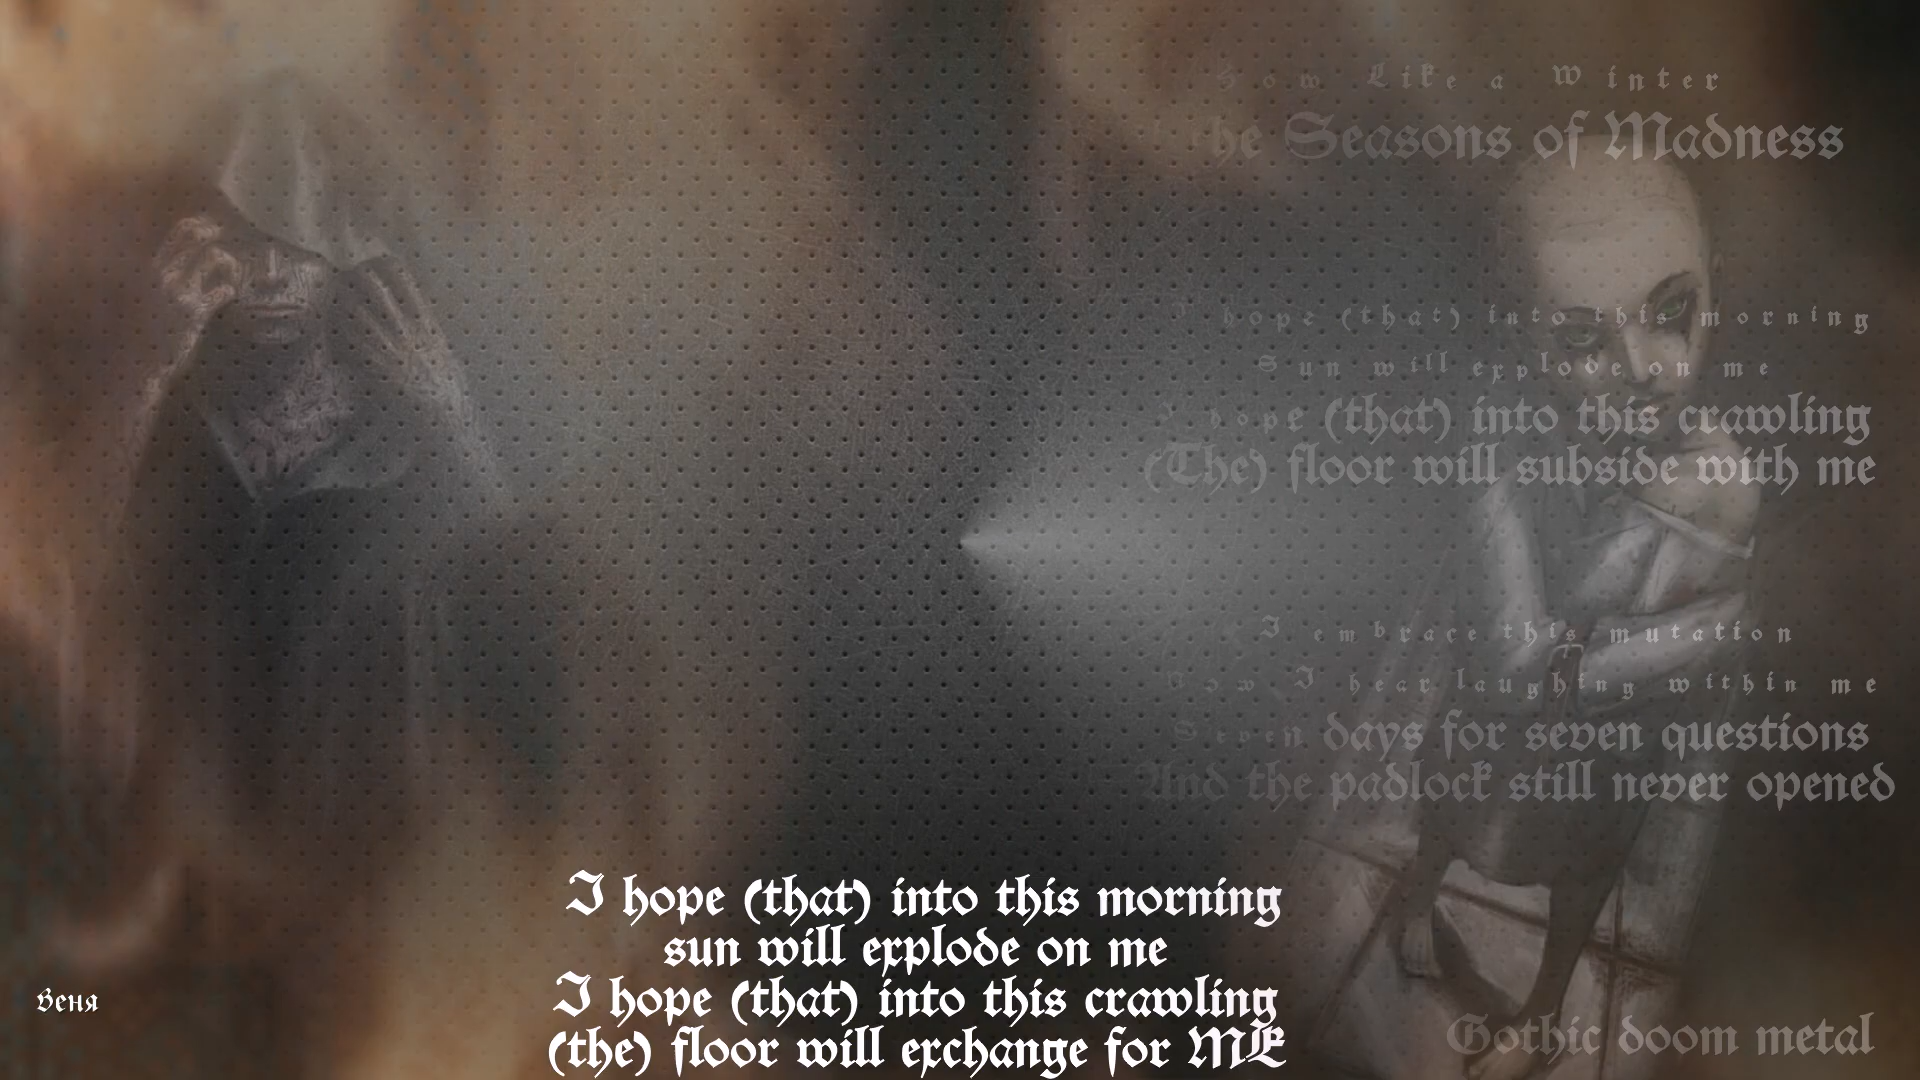 How Like a Winter
The Seasons of Madness
I hope (that) into this morning
Sun will explode on me
I hope (that) into this crawling
(The) floor will subside with me
I embrace this mutation
Now I hear laughing within me
Seven days for seven questions
And the padlock still never opened
I hope (that) into this morning
sun will explode on me
I hope (that) into this crawling
(the) floor will exchange for ME
Веня
Gothic doom metal